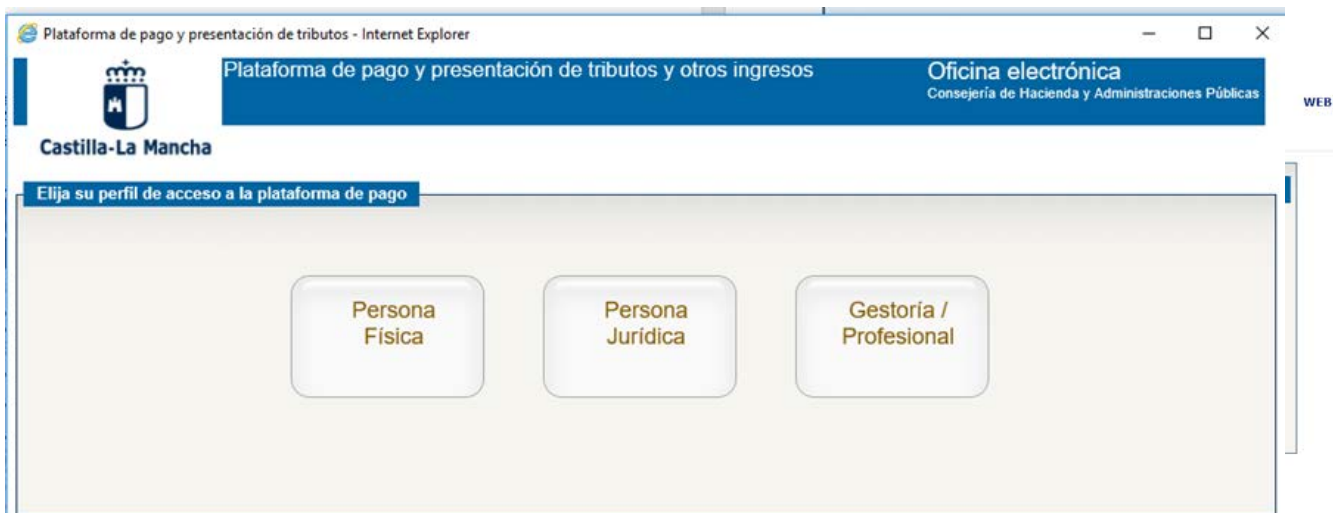 Plataforma de pago y presentación de tributos - Internet Explorer
Plataforma de pago y presentación de tributos y otros ingresos
Oficina electrónica
Consejería de Hacienda y Administraciones Públicas
WEB
Castilla-La Mancha
Elija su perfil de acceso a la plataforma de pago
Persona
Física
Persona
Jurídica
Gestoría /
Profesional